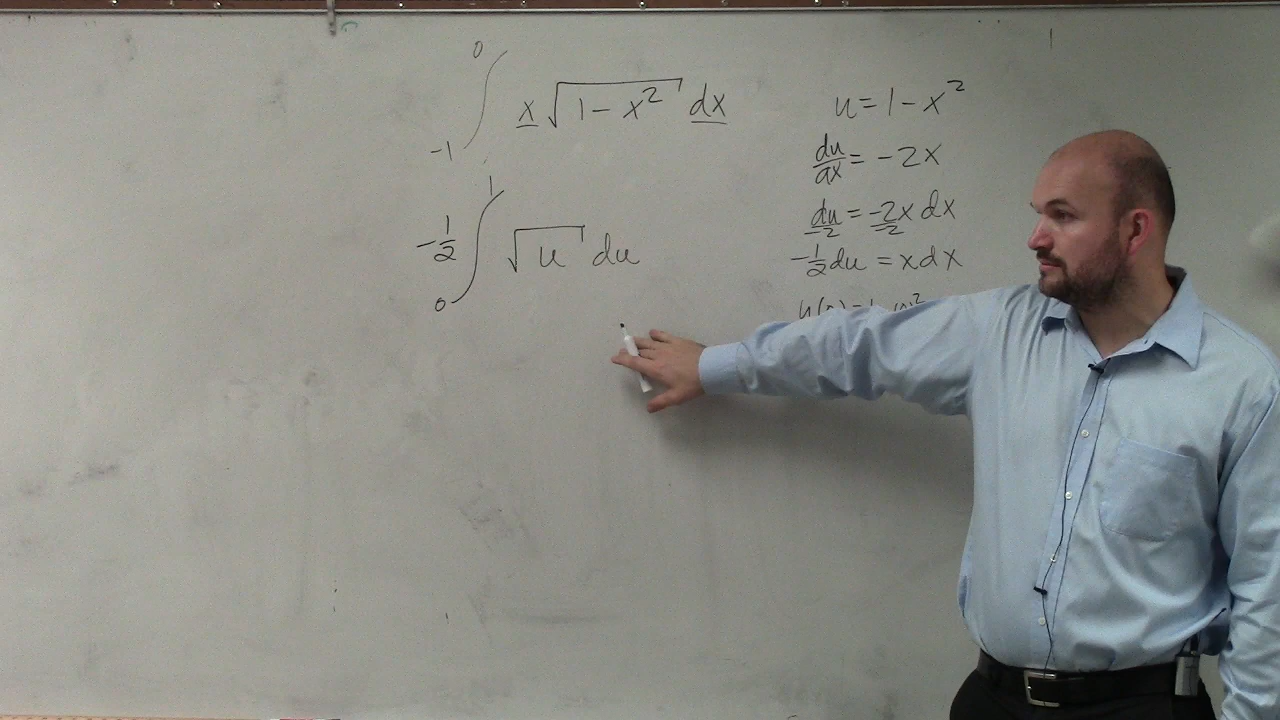 ∫_{-1}^{0} x√(1-x²) dx
-1/2 ∫_{0}^{1} √u du
u = 1-x²
du/dx = -2x
du/-2 = -2x dx/-2
-1/2 du = x dx